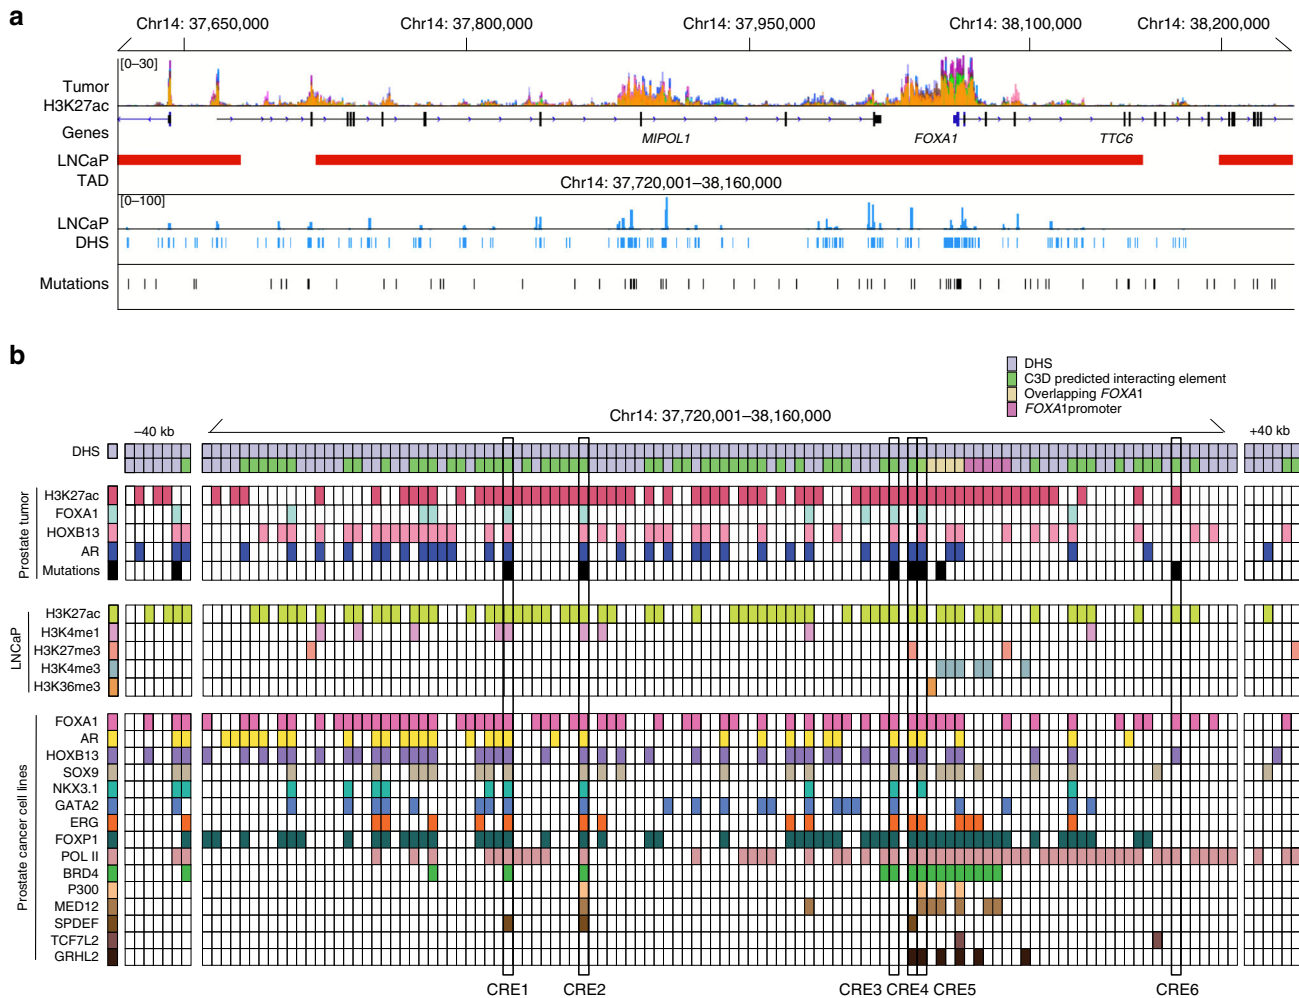 a
Chr14: 37,650,000 Chr14: 37,800,000 Chr14: 37,950,000 Chr14: 38,100,000 Chr14: 38,200,000
[0–30]
Tumor
H3K27ac
Genes
MIPOL1 FOXA1 TTC6
LNCaP
TAD
Chr14: 37,720,001–38,160,000
[0–100]
LNCaP
DHS
Mutations
b
DHS
C3D predicted interacting element
Overlapping FOXA1
FOXA1promoter
–40 kb Chr14: 37,720,001–38,160,000 +40 kb
DHS
Prostate tumor
H3K27ac
FOXA1
HOXB13
AR
Mutations
LNCaP
H3K27ac
H3K4me1
H3K27me3
H3K4me3
H3K36me3
Prostate cancer cell lines
FOXA1
AR
HOXB13
SOX9
NKX3.1
GATA2
ERG
FOXP1
POL II
BRD4
P300
MED12
SPDEF
TCF7L2
GRHL2
CRE1 CRE2 CRE3 CRE4 CRE5 CRE6